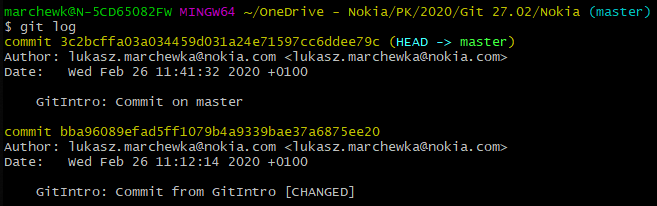 marchewk@N-5CD65082FW MINGW64 ~/OneDrive - Nokia/PK/2020/Git 27.02/Nokia (master)
$ git log
commit 3c2bcffa03a034459d031a24e71597cc6ddee79c (HEAD -> master)
Author: lukasz.marchewka@nokia.com <lukasz.marchewka@nokia.com>
Date:   Wed Feb 26 11:41:32 2020 +0100
    GitIntro: Commit on master
commit bba96089efad5ff1079b4a9339bae37a6875ee20
Author: lukasz.marchewka@nokia.com <lukasz.marchewka@nokia.com>
Date:   Wed Feb 26 11:12:14 2020 +0100
    GitIntro: Commit from GitIntro [CHANGED]